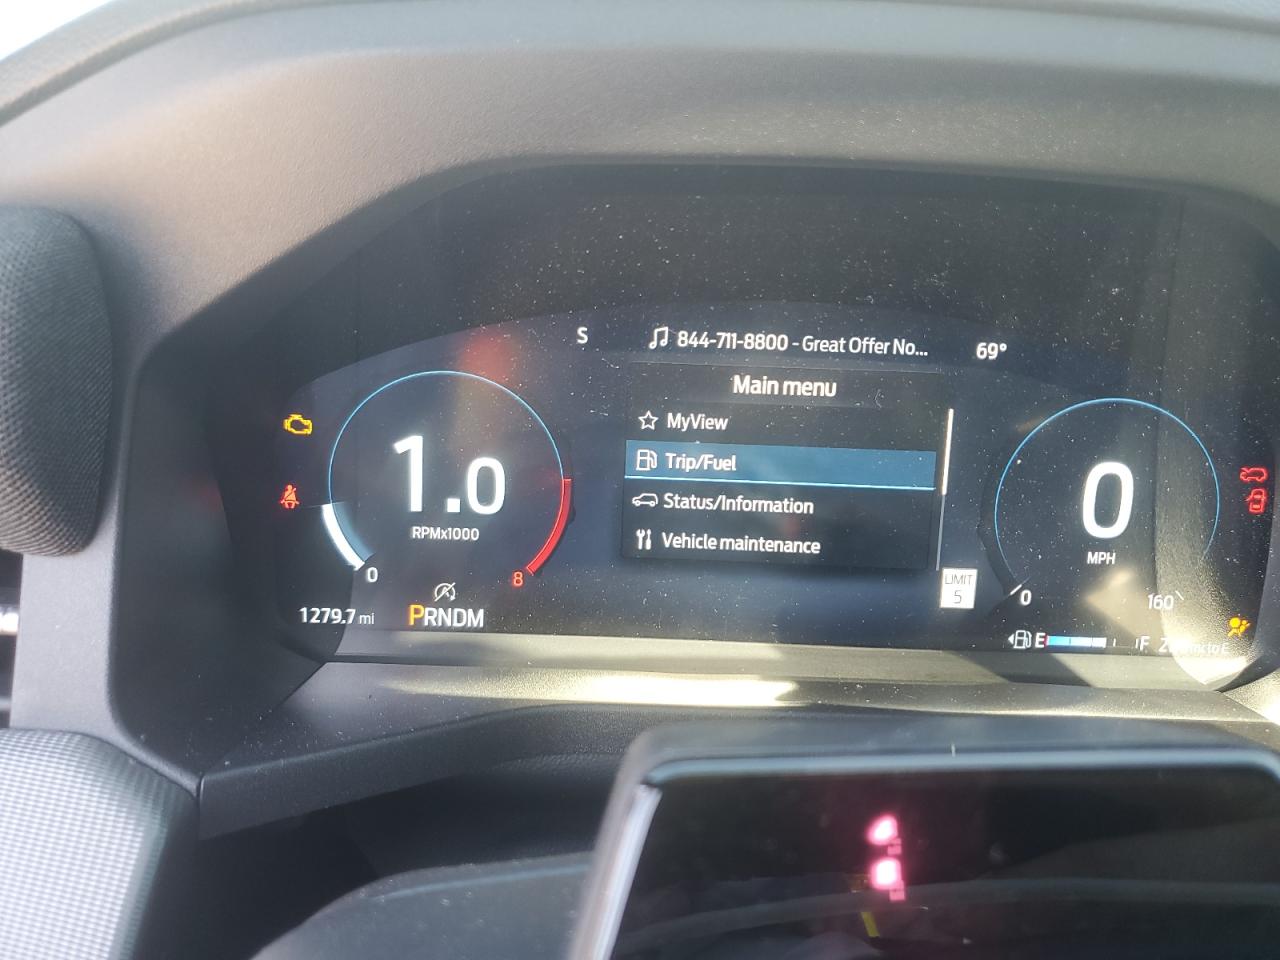 S
844-711-8800 - Great Offer No...
69°
Main menu
MyView
Trip/Fuel
Status/Information
Vehicle maintenance
1.0
RPMx1000
0
8
1279.7 mi
PRNDM
LIMIT
5
0
MPH
0
160
E
F
to E